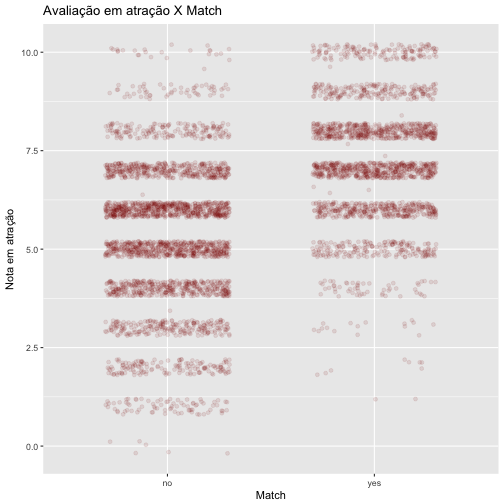 Avaliação em atração X Match
Nota em atração
10.0
7.5
5.0
2.5
0.0
no
yes
Match